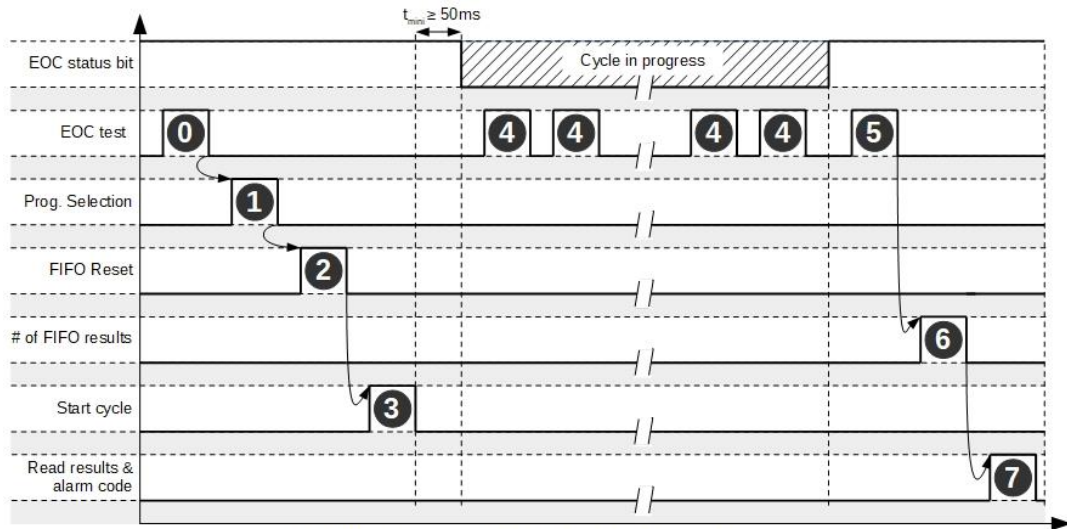 tmini ≥ 50ms
EOC status bit
Cycle in progress
EOC test
0 4 4 4 4 5
Prog. Selection
1
FIFO Reset
2
# of FIFO results
6
Start cycle
3
Read results &
alarm code
7